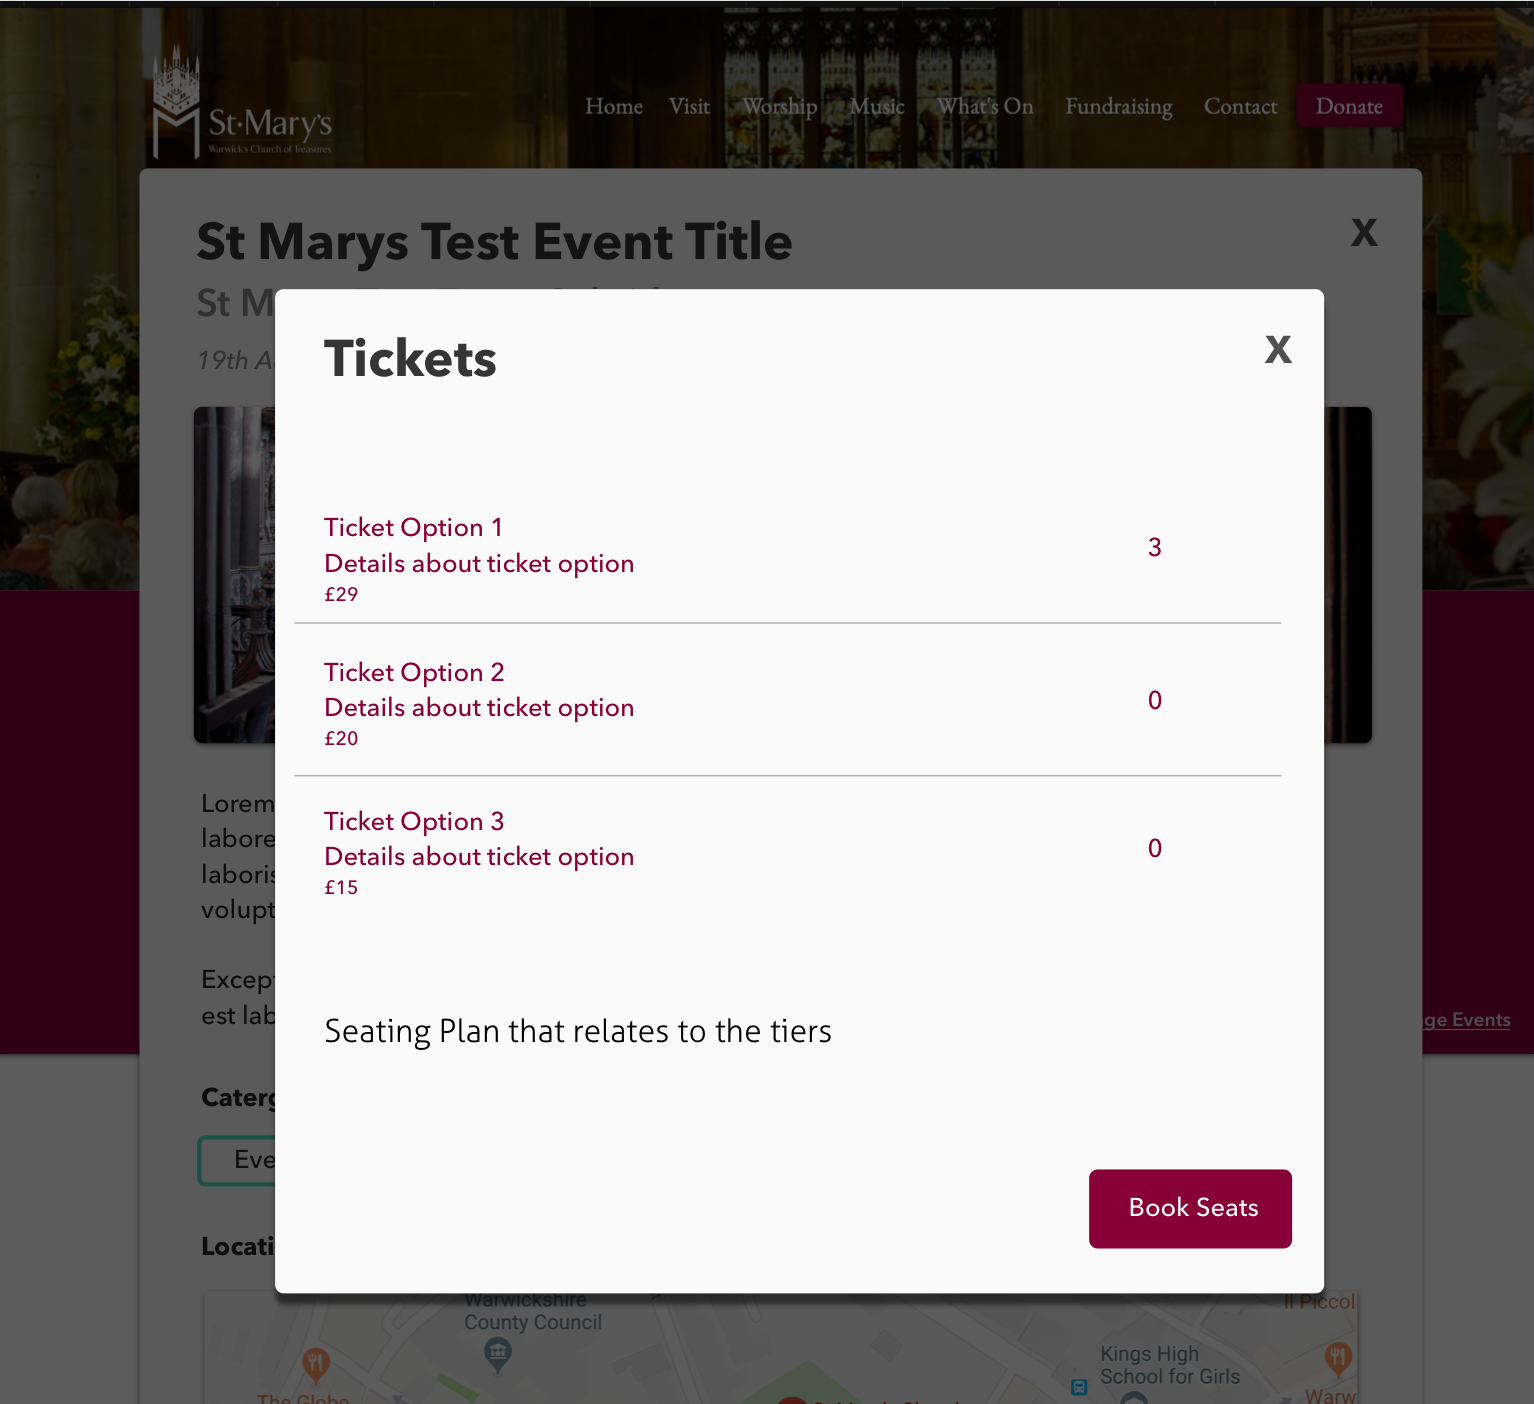 St·Mary's
Warwick's Church of Treasures
Home Visit Worship Music What's On Fundraising Contact Donate
St Marys Test Event Title
X
St M
19th A
Tickets
X
Ticket Option 1
Details about ticket option
£29
3
Ticket Option 2
Details about ticket option
£20
0
Ticket Option 3
Details about ticket option
£15
0
Lorem
labore
laboris
volupt
Except
est lab
Seating Plan that relates to the tiers
ge Events
Caterg
Eve
Book Seats
Locati
Warwickshire
County Council
Il Piccol
Kings High
School for Girls
The Globe
Warw